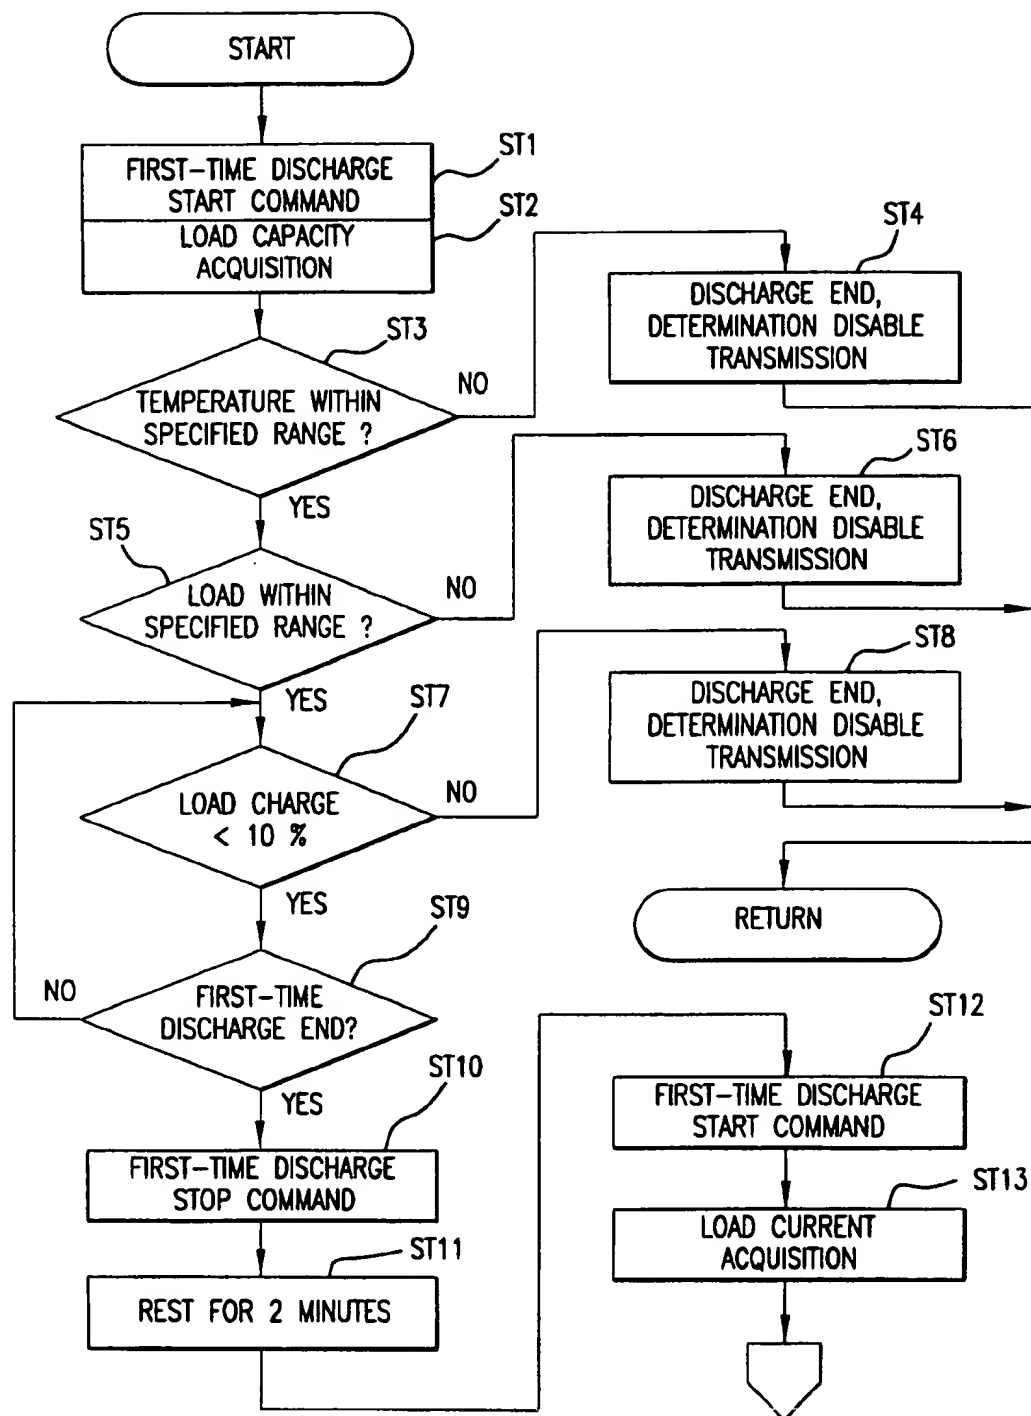 START
ST1
FIRST-TIME DISCHARGE
START COMMAND
ST2
LOAD CAPACITY
ACQUISITION
ST3
TEMPERATURE WITHIN
SPECIFIED RANGE ?
NO
YES
ST4
DISCHARGE END,
DETERMINATION DISABLE
TRANSMISSION
ST5
LOAD WITHIN
SPECIFIED RANGE ?
NO
YES
ST6
DISCHARGE END,
DETERMINATION DISABLE
TRANSMISSION
ST7
LOAD CHARGE
< 10 %
NO
YES
ST8
DISCHARGE END,
DETERMINATION DISABLE
TRANSMISSION
RETURN
ST9
FIRST-TIME
DISCHARGE END?
NO
YES
ST10
FIRST-TIME DISCHARGE
STOP COMMAND
ST11
REST FOR 2 MINUTES
ST12
FIRST-TIME DISCHARGE
START COMMAND
ST13
LOAD CURRENT
ACQUISITION